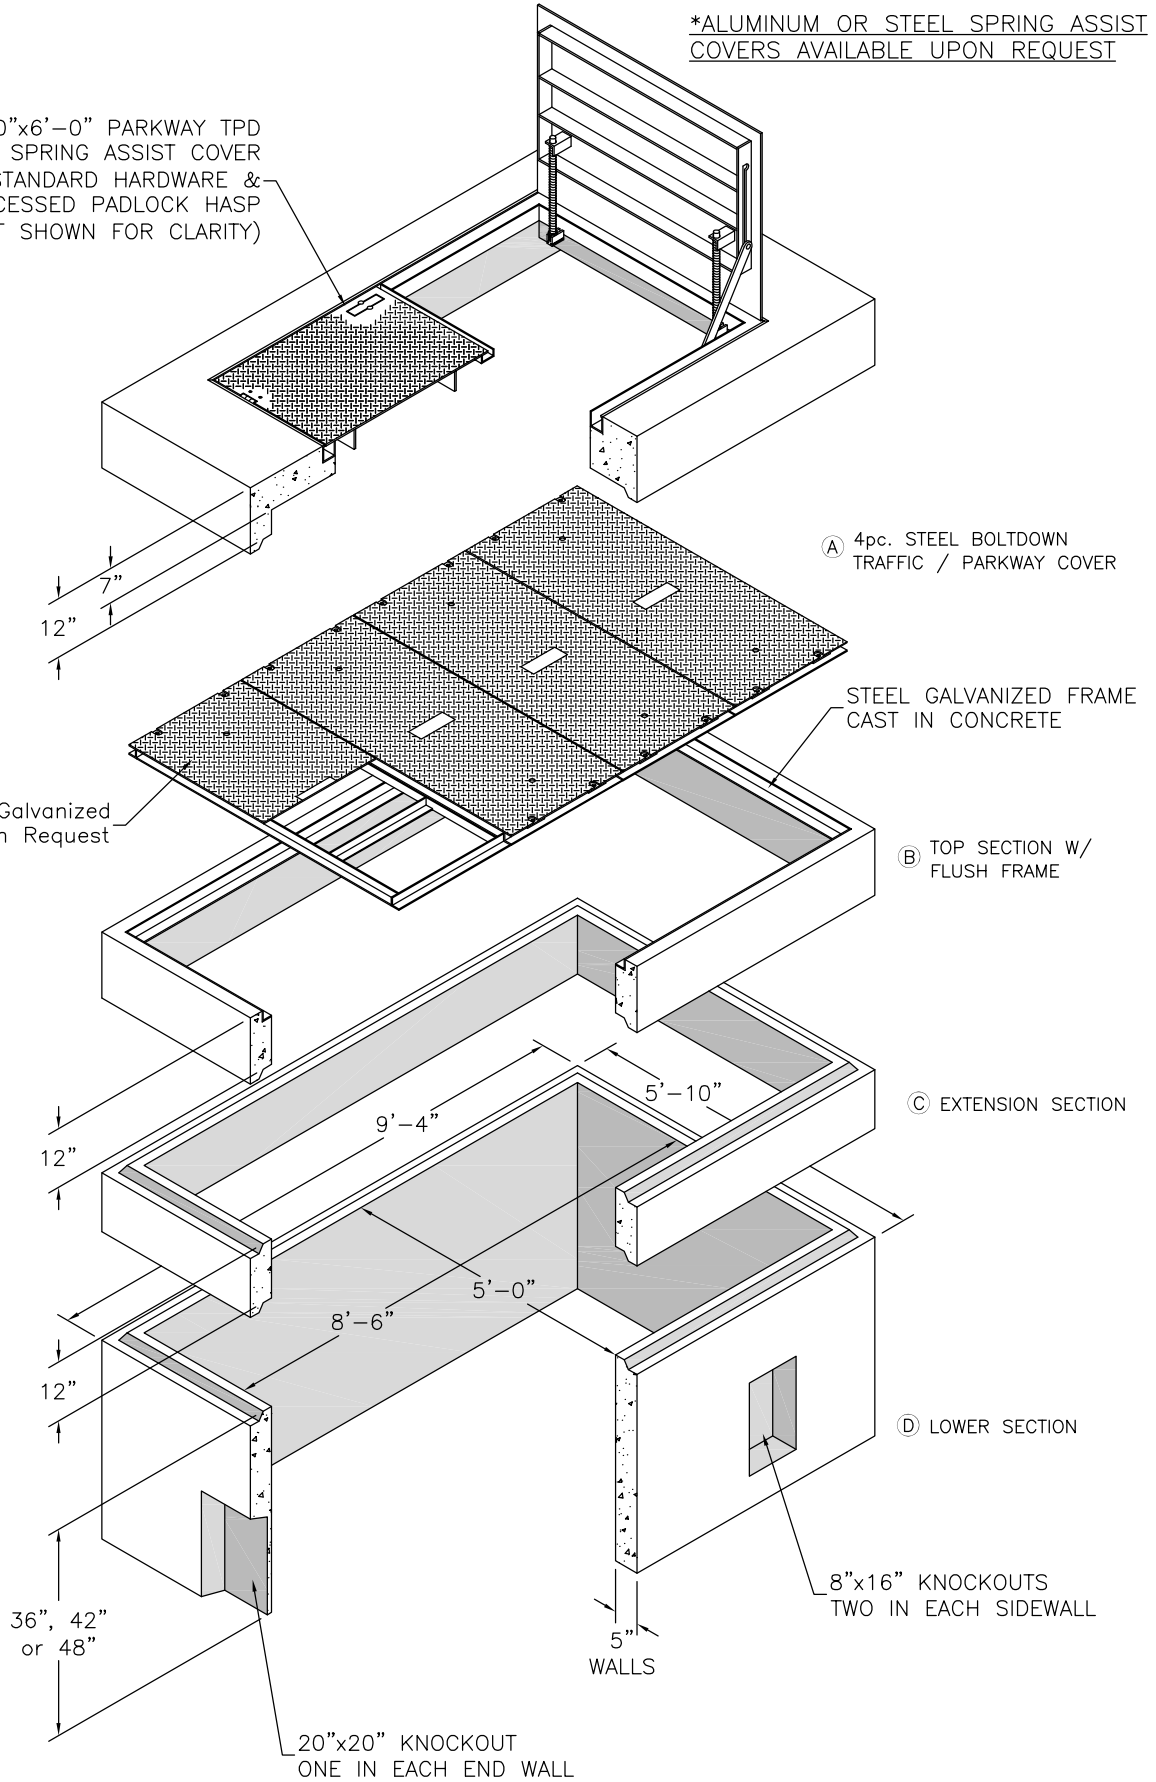 *ALUMINUM OR STEEL SPRING ASSIST
COVERS AVAILABLE UPON REQUEST
0"x6'-0" PARKWAY TPD
SPRING ASSIST COVER
STANDARD HARDWARE &
CESSED PADLOCK HASP
T SHOWN FOR CLARITY)
7"
12"
Ⓐ 4pc. STEEL BOLTDOWN
TRAFFIC / PARKWAY COVER
STEEL GALVANIZED FRAME
CAST IN CONCRETE
Galvanized
n Request
Ⓑ TOP SECTION W/
FLUSH FRAME
12"
9'-4"
5'-10"
Ⓒ EXTENSION SECTION
5'-0"
8'-6"
12"
Ⓓ LOWER SECTION
36", 42"
or 48"
8"x16" KNOCKOUTS
TWO IN EACH SIDEWALL
5"
WALLS
20"x20" KNOCKOUT
ONE IN EACH END WALL